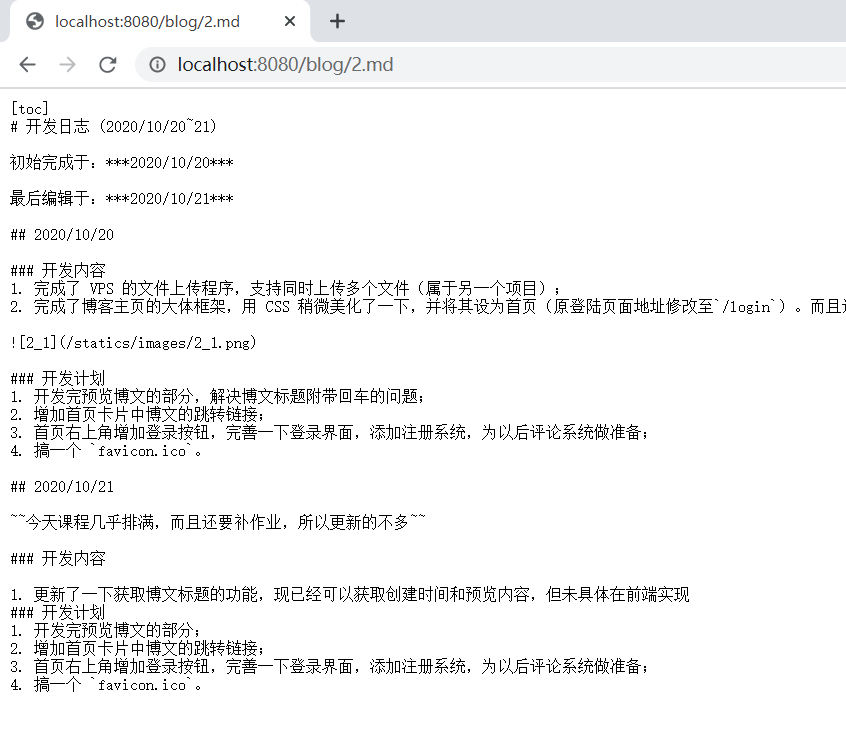 localhost:8080/blog/2.md
localhost:8080/blog/2.md
[toc]
# 开发日志 (2020/10/20~21)
初始完成于: ***2020/10/20***
最后编辑于: ***2020/10/21***
## 2020/10/20
### 开发内容
1. 完成了 VPS 的文件上传程序，支持同时上传多个文件（属于另一个项目）；
2. 完成了博客主页的大体框架，用 CSS 稍微美化了一下，并将其设为首页（原登陆页面地址修改至`/login`）。而且
![2_1](/statics/images/2_1.png)
### 开发计划
1. 开发完预览博文的部分，解决博文标题附带回车的问题；
2. 增加首页卡片中博文的跳转链接；
3. 首页右上角增加登录按钮，完善一下登录界面，添加注册系统，为以后评论系统做准备；
4. 搞一个 `favicon.ico`。
## 2020/10/21
~~今天课程几乎排满，而且还要补作业，所以更新的不多~~
### 开发内容
1. 更新了一下获取博文标题的功能，现已经可以获取创建时间和预览内容，但未具体在前端实现
### 开发计划
1. 开发完预览博文的部分；
2. 增加首页卡片中博文的跳转链接；
3. 首页右上角增加登录按钮，完善一下登录界面，添加注册系统，为以后评论系统做准备；
4. 搞一个 `favicon.ico`。